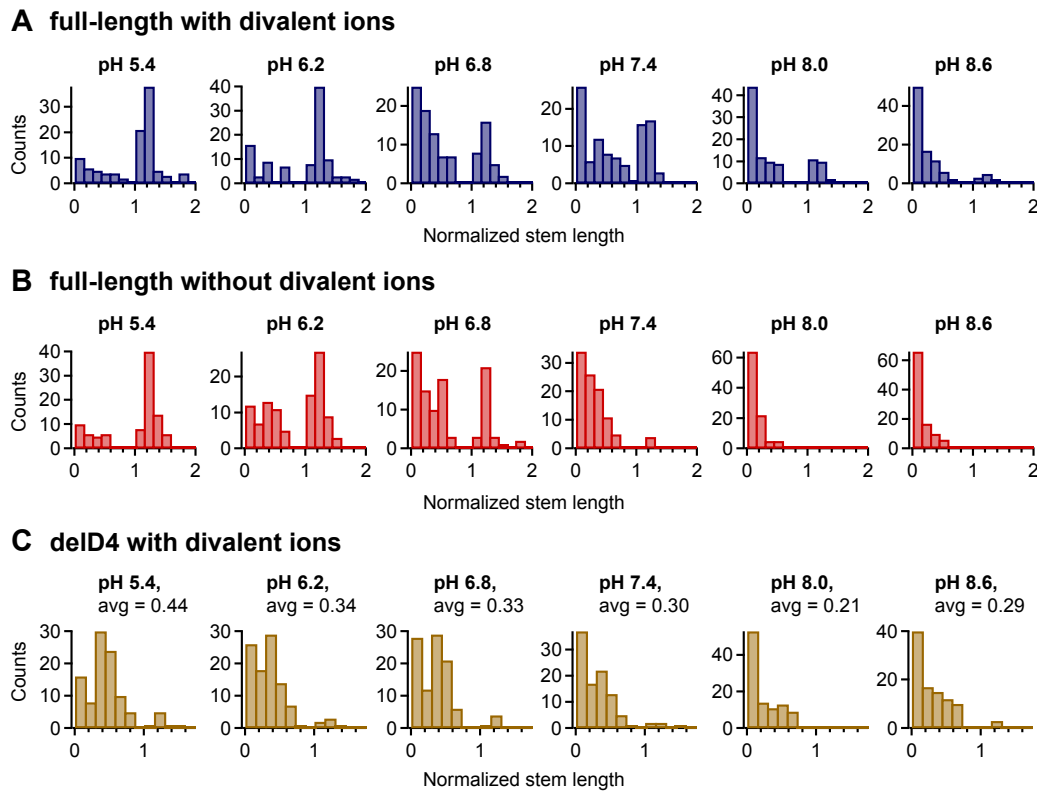 A full-length with divalent ions
pH 5.4 pH 6.2 pH 6.8 pH 7.4 pH 8.0 pH 8.6
Counts
30 20 10 0
40 30 20 10 0
20 10 0
20 10 0
40 30 20 10 0
40 20 0
0 1 2 0 1 2 0 1 2 0 1 2 0 1 2 0 1 2
Normalized stem length
B full-length without divalent ions
pH 5.4 pH 6.2 pH 6.8 pH 7.4 pH 8.0 pH 8.6
Counts
40 30 20 10 0
20 10 0
20 10 0
30 20 10 0
60 40 20 0
60 40 20 0
0 1 2 0 1 2 0 1 2 0 1 2 0 1 2 0 1 2
Normalized stem length
C delD4 with divalent ions
pH 5.4, pH 6.2, pH 6.8, pH 7.4, pH 8.0, pH 8.6,
avg = 0.44 avg = 0.34 avg = 0.33 avg = 0.30 avg = 0.21 avg = 0.29
Counts
30 20 10 0
30 20 10 0
30 20 10 0
30 20 10 0
40 20 0
40 20 0
0 1 0 1 0 1 0 1 0 1 0 1
Normalized stem length